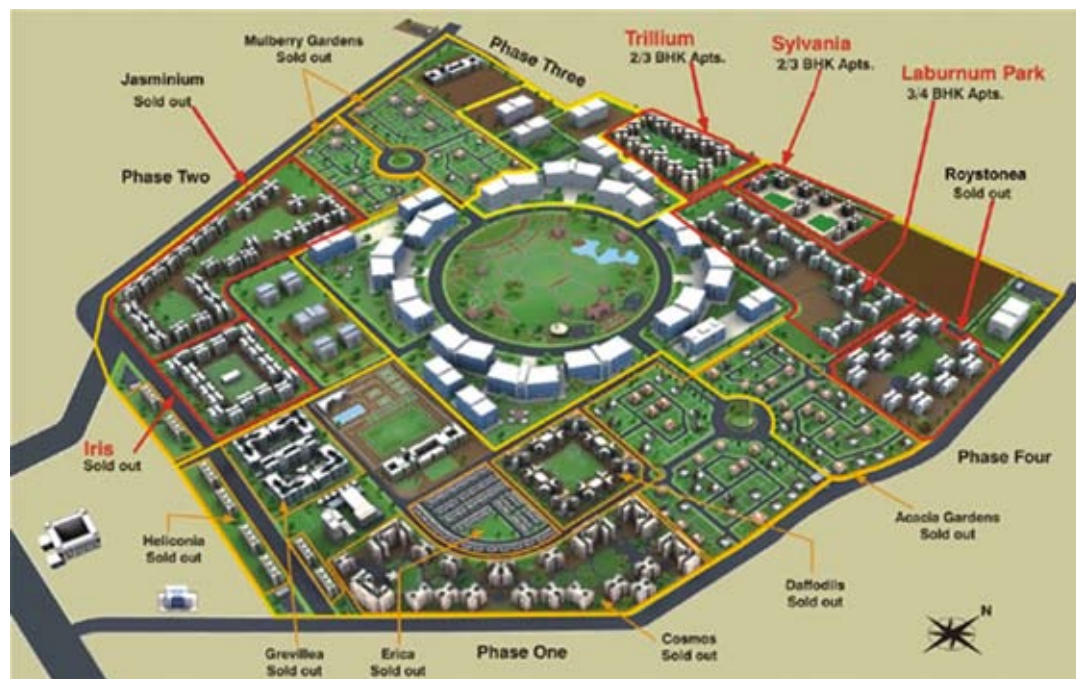 Mulberry Gardens
Sold out
Phase Three
Trillium
2/3 BHK Apts.
Sylvania
2/3 BHK Apts.
Laburnum Park
3/4 BHK Apts.
Jasminium
Sold out
Roystonea
Sold out
Phase Two
Iris
Sold out
Phase Four
Acacia Gardens
Sold out
Heliconia
Sold out
Daffodils
Sold out
N
Grevillea
Sold out
Erica
Sold out
Phase One
Cosmos
Sold out